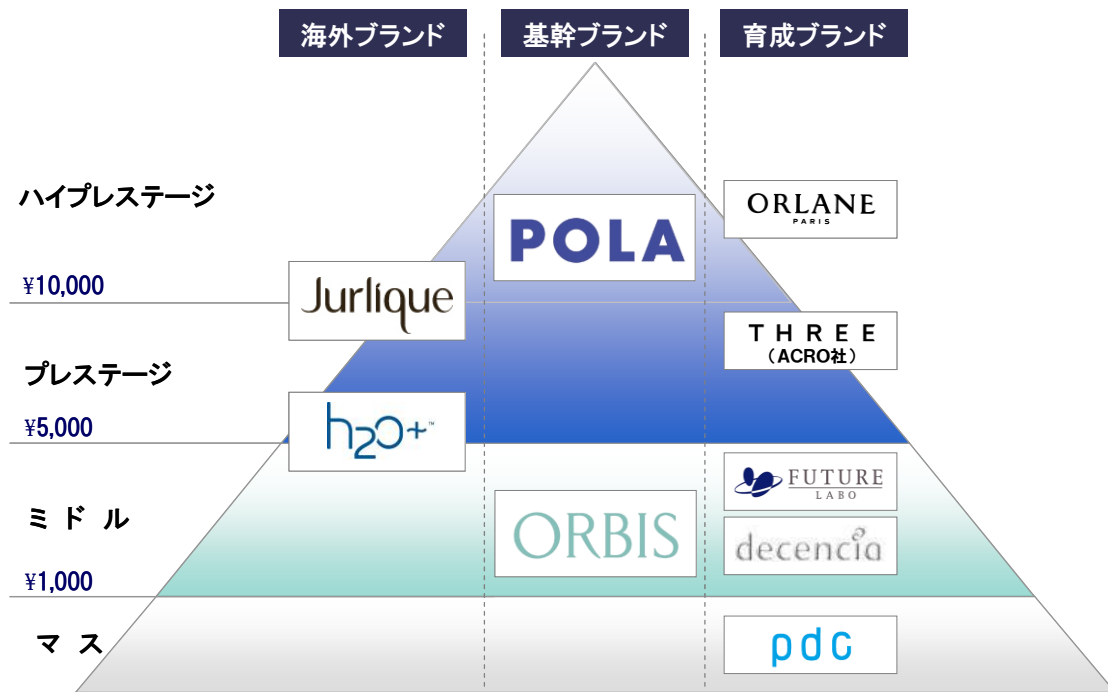 海外ブランド
基幹ブランド
育成ブランド
ハイプレステージ
ORLANE
PARIS
POLA
¥10,000
Jurlique
THREE
（ACRO社）
プレステージ
¥5,000
h2o+™
FUTURE
LABO
ミドル
ORBIS
decencia
¥1,000
マス
pdc